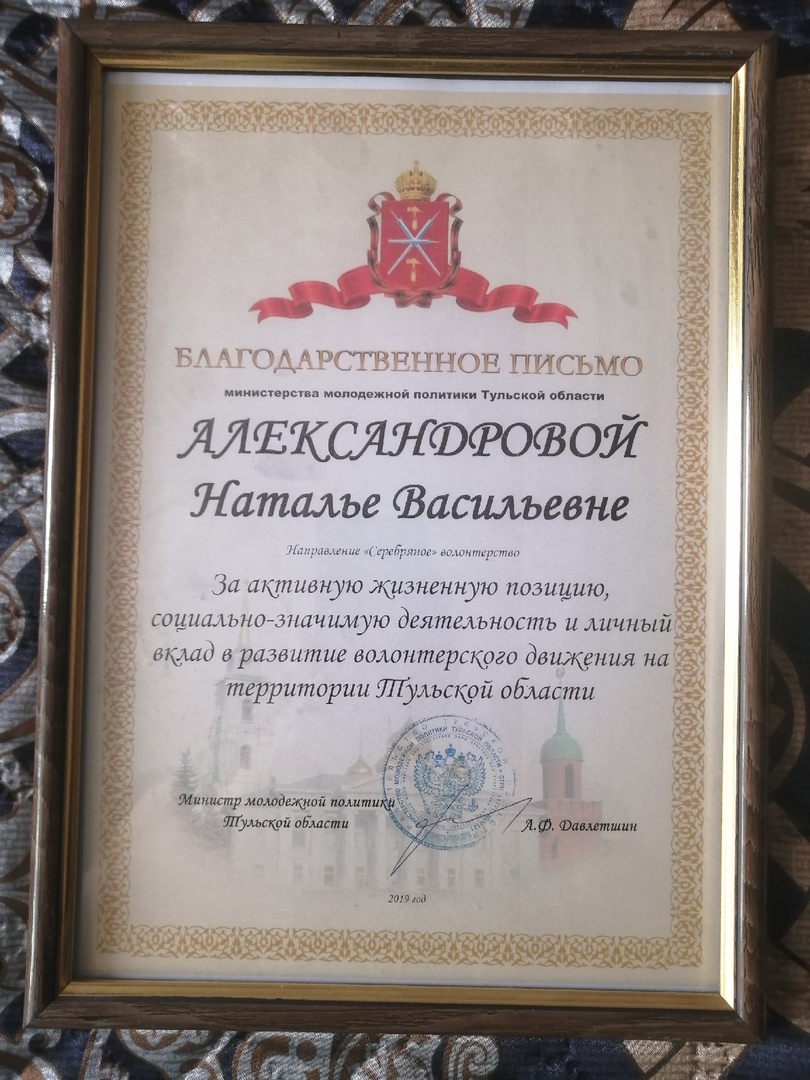 БЛАГОДАРСТВЕННОЕ ПИСЬМО
министерства молодежной политики Тульской области
АЛЕКСАНДРОВОЙ
Наталье Васильевне
Направление «Серебряное» волонтерство
За активную жизненную позицию,
социально-значимую деятельность и личный
вклад в развитие волонтерского движения на
территории Тульской области
Министр молодежной политики
Тульской области
А.Ф. Давлетшин
2019 год